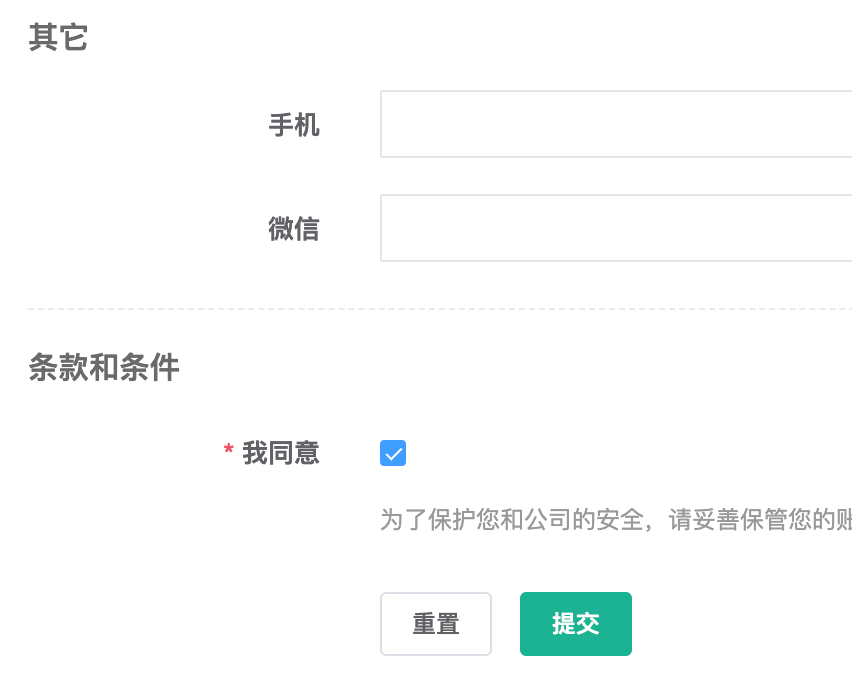 其它
手机
微信
条款和条件
* 我同意
为了保护您和公司的安全，请妥善保管您的账
重置
提交